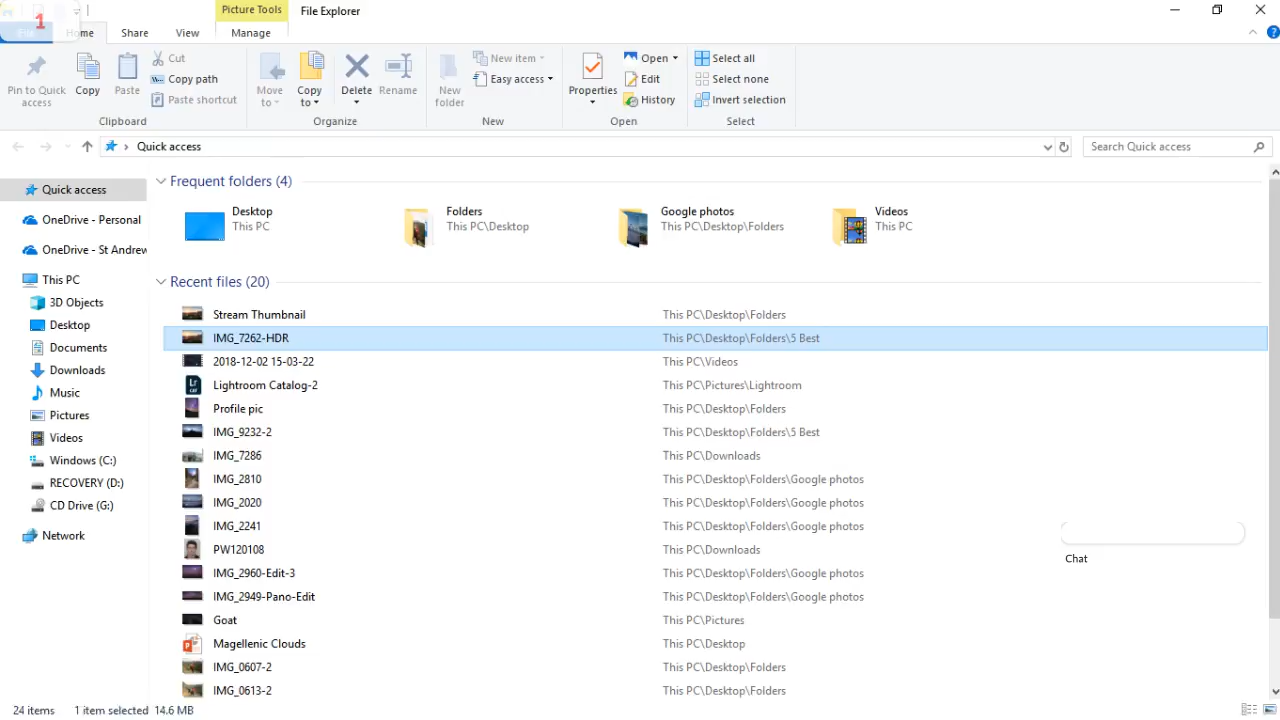 1
Picture Tools
File Explorer
File
Home
Share
View
Manage
Pin to Quick access
Copy
Paste
Cut
Copy path
Paste shortcut
Clipboard
Move to
Copy to
Delete
Rename
Organize
New folder
New item
Easy access
New
Properties
Open
Edit
History
Open
Select all
Select none
Invert selection
Select
Quick access
Search Quick access
Quick access
OneDrive - Personal
OneDrive - St Andrew
This PC
3D Objects
Desktop
Documents
Downloads
Music
Pictures
Videos
Windows (C:)
RECOVERY (D:)
CD Drive (G:)
Network
Frequent folders (4)
Desktop
This PC
Folders
This PC\Desktop
Google photos
This PC\Desktop\Folders
Videos
This PC
Recent files (20)
Stream Thumbnail This PC\Desktop\Folders
IMG_7262-HDR This PC\Desktop\Folders\5 Best
2018-12-02 15-03-22 This PC\Videos
Lightroom Catalog-2 This PC\Pictures\Lightroom
Profile pic This PC\Desktop\Folders
IMG_9232-2 This PC\Desktop\Folders\5 Best
IMG_7286 This PC\Downloads
IMG_2810 This PC\Desktop\Folders\Google photos
IMG_2020 This PC\Desktop\Folders\Google photos
IMG_2241 This PC\Desktop\Folders\Google photos
PW120108 This PC\Downloads
IMG_2960-Edit-3 This PC\Desktop\Folders\Google photos
IMG_2949-Pano-Edit This PC\Desktop\Folders\Google photos
Goat This PC\Pictures
Magellenic Clouds This PC\Desktop
IMG_0607-2 This PC\Desktop\Folders
IMG_0613-2 This PC\Desktop\Folders
Chat
24 items 1 item selected 14.6 MB